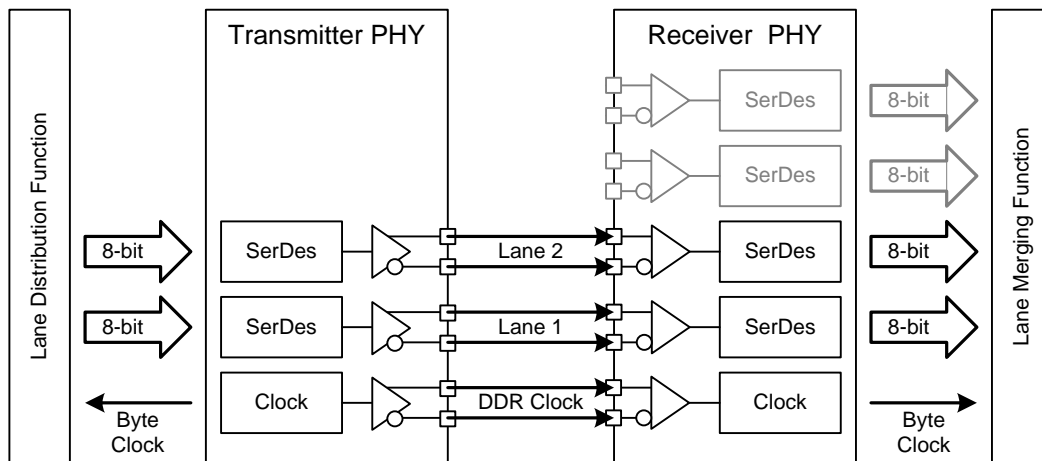 Transmitter PHY
Receiver PHY
SerDes
8-bit
SerDes
8-bit
Lane Distribution Function
8-bit
SerDes
Lane 2
SerDes
8-bit
Lane Merging Function
8-bit
SerDes
Lane 1
SerDes
8-bit
Byte
Clock
Clock
DDR Clock
Clock
Byte
Clock